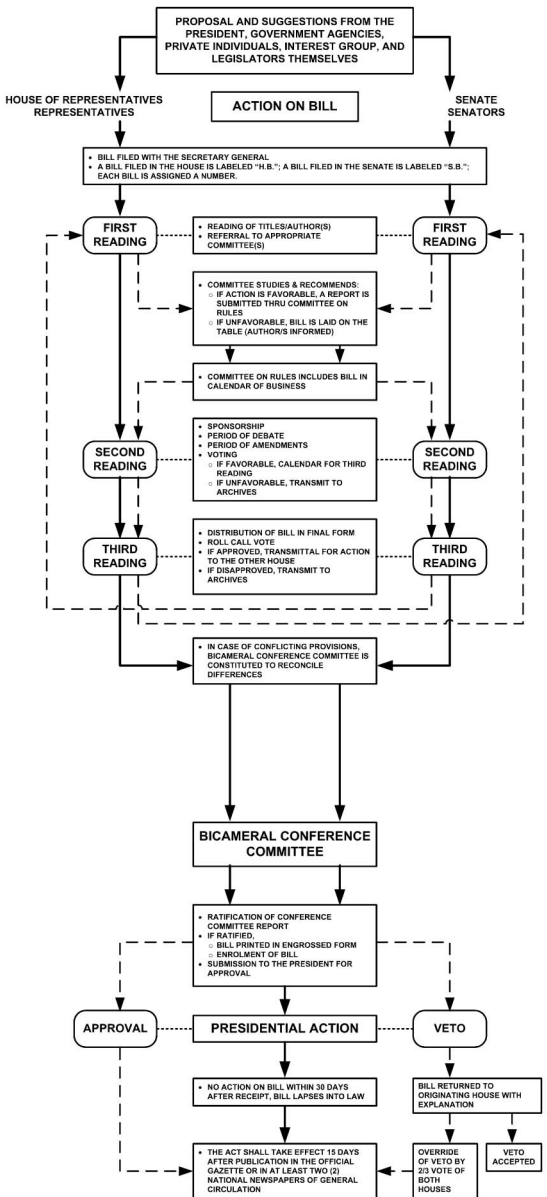 PROPOSAL AND SUGGESTIONS FROM THE
PRESIDENT, GOVERNMENT AGENCIES,
PRIVATE INDIVIDUALS, INTEREST GROUP, AND
LEGISLATORS THEMSELVES
HOUSE OF REPRESENTATIVES
REPRESENTATIVES
ACTION ON BILL
SENATE
SENATORS
• BILL FILED WITH THE SECRETARY GENERAL
• A BILL FILED IN THE HOUSE IS LABELED “H.B.”; A BILL FILED IN THE SENATE IS LABELED “S.B.”;
EACH BILL IS ASSIGNED A NUMBER.
FIRST
READING
• READING OF TITLES/AUTHOR(S)
• REFERRAL TO APPROPRIATE
COMMITTEE(S)
FIRST
READING
• COMMITTEE STUDIES & RECOMMENDS:
○ IF ACTION IS FAVORABLE, A REPORT IS
SUBMITTED THRU COMMITTEE ON
RULES
○ IF UNFAVORABLE, BILL IS LAID ON THE
TABLE (AUTHOR/S INFORMED)
• COMMITTEE ON RULES INCLUDES BILL IN
CALENDAR OF BUSINESS
SECOND
READING
• SPONSORSHIP
• PERIOD OF DEBATE
• PERIOD OF AMENDMENTS
• VOTING
○ IF FAVORABLE, CALENDAR FOR THIRD
READING
○ IF UNFAVORABLE, TRANSMIT TO
ARCHIVES
SECOND
READING
THIRD
READING
• DISTRIBUTION OF BILL IN FINAL FORM
• ROLL CALL VOTE
• IF APPROVED, TRANSMITTAL FOR ACTION
TO THE OTHER HOUSE
• IF DISAPPROVED, TRANSMIT TO
ARCHIVES
THIRD
READING
• IN CASE OF CONFLICTING PROVISIONS,
BICAMERAL CONFERENCE COMMITTEE IS
CONSTITUTED TO RECONCILE
DIFFERENCES
BICAMERAL CONFERENCE
COMMITTEE
• RATIFICATION OF CONFERENCE
COMMITTEE REPORT
• IF RATIFIED,
○ BILL PRINTED IN ENGROSSED FORM
○ ENROLMENT OF BILL
• SUBMISSION TO THE PRESIDENT FOR
APPROVAL
APPROVAL
PRESIDENTIAL ACTION
VETO
• NO ACTION ON BILL WITHIN 30 DAYS
AFTER RECEIPT, BILL LAPSES INTO LAW
BILL RETURNED TO
ORIGINATING HOUSE WITH
EXPLANATION
• THE ACT SHALL TAKE EFFECT 15 DAYS
AFTER PUBLICATION IN THE OFFICIAL
GAZETTE OR IN AT LEAST TWO (2)
NATIONAL NEWSPAPERS OF GENERAL
CIRCULATION
OVERRIDE
OF VETO BY
2/3 VOTE OF
BOTH
HOUSES
VETO
ACCEPTED